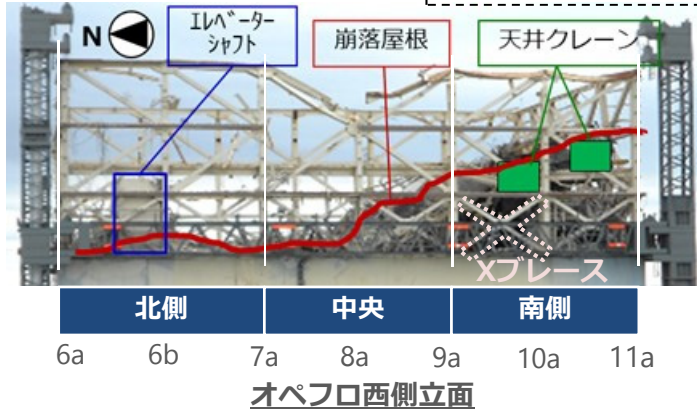 N
エレベーター
シャフト
崩落屋根
天井クレーン
Xブレース
北側
中央
南側
6a
6b
7a
8a
9a
10a
11a
オペフロ西側立面